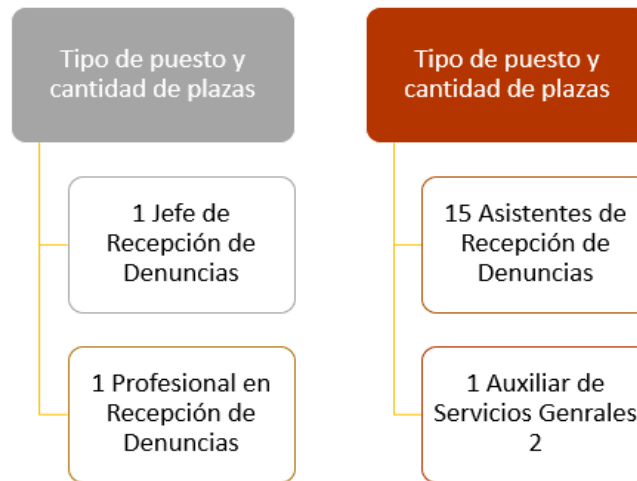 Tipo de puesto y
cantidad de plazas
1 Jefe de
Recepción de
Denuncias
1 Profesional en
Recepción de
Denuncias
Tipo de puesto y
cantidad de plazas
15 Asistentes de
Recepción de
Denuncias
1 Auxiliar de
Servicios Genrales
2